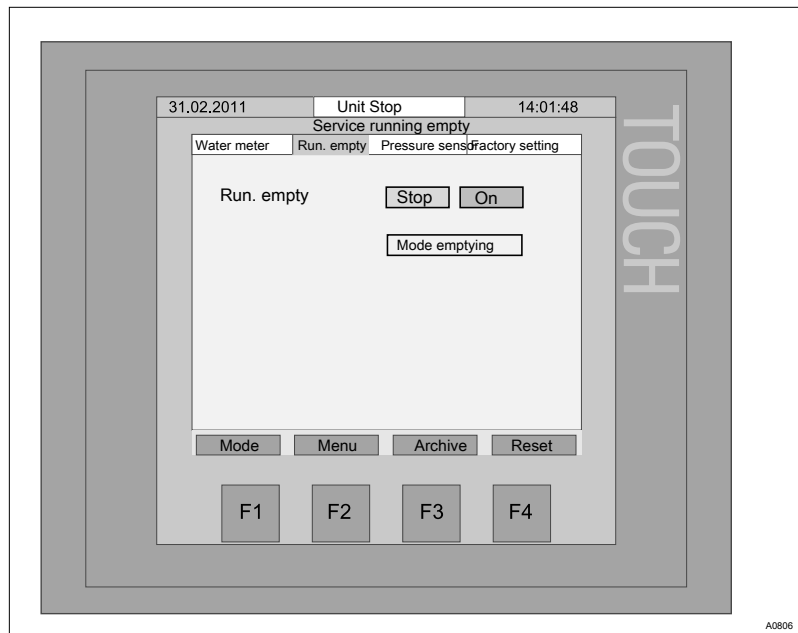 31.02.2011 Unit Stop 14:01:48
Service running empty
Water meter Run. empty Pressure sensor Factory setting
Run. empty Stop On
Mode emptying
Mode Menu Archive Reset
F1 F2 F3 F4
TOUCH
A0806